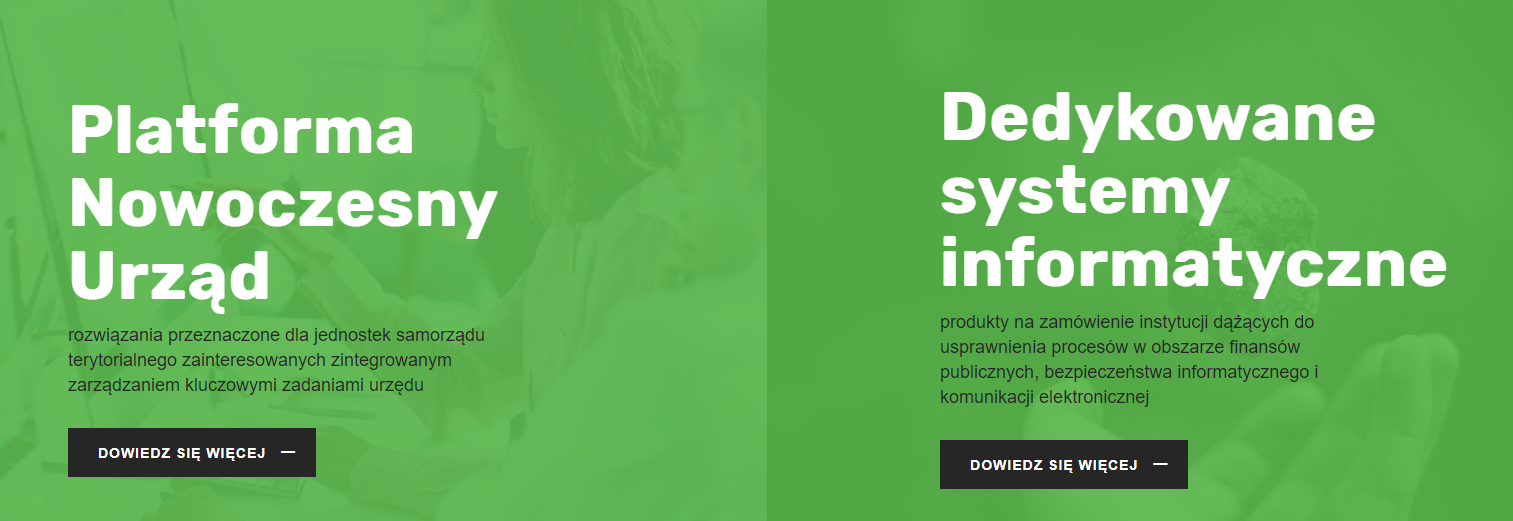 Platforma
Nowoczesny
Urząd
rozwiązania przeznaczone dla jednostek samorządu
terytorialnego zainteresowanych zintegrowanym
zarządzaniem kluczowymi zadaniami urzędu
DOWIEDZ SIĘ WIĘCEJ —
Dedykowane
systemy
informatyczne
produkty na zamówienie instytucji dążących do
usprawnienia procesów w obszarze finansów
publicznych, bezpieczeństwa informatycznego i
komunikacji elektronicznej
DOWIEDZ SIĘ WIĘCEJ —